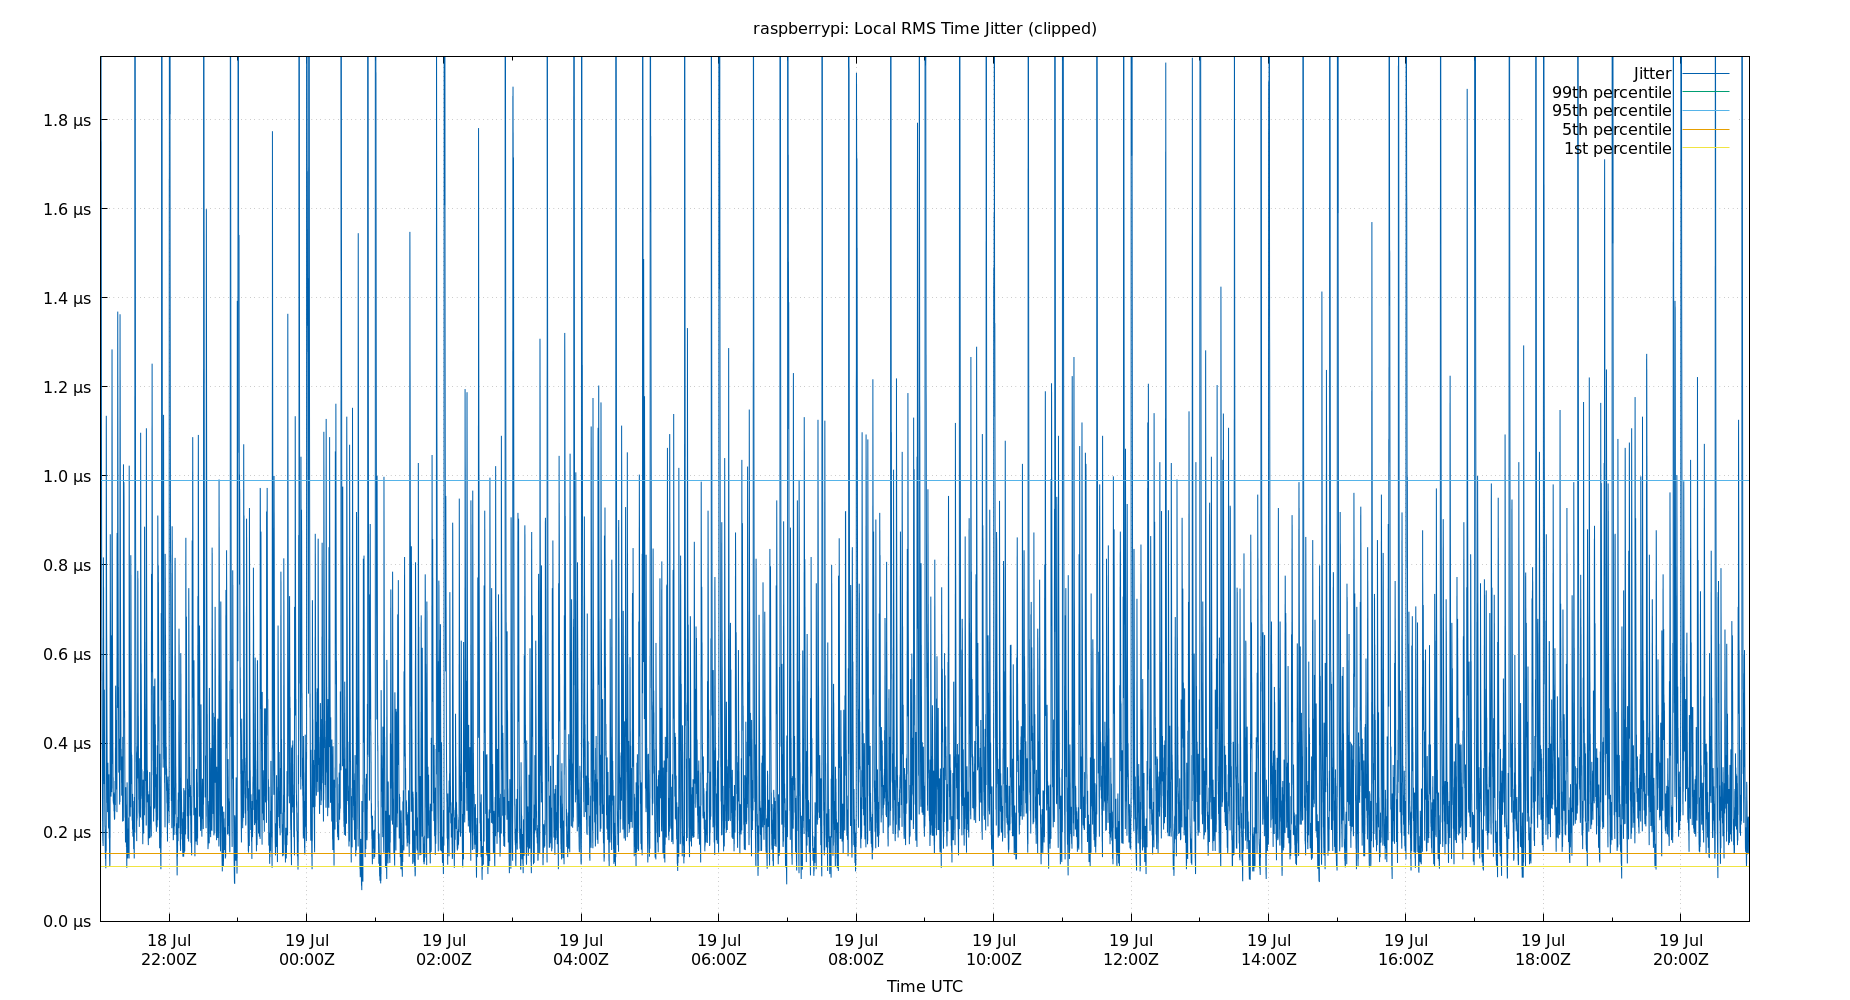 raspberrypi: Local RMS Time Jitter (clipped)
Jitter
99th percentile
95th percentile
5th percentile
1st percentile
1.8 µs
1.6 µs
1.4 µs
1.2 µs
1.0 µs
0.8 µs
0.6 µs
0.4 µs
0.2 µs
0.0 µs
18 Jul 19 Jul 19 Jul 19 Jul 19 Jul 19 Jul 19 Jul 19 Jul 19 Jul 19 Jul 19 Jul 19 Jul
22:00Z 00:00Z 02:00Z 04:00Z 06:00Z 08:00Z 10:00Z 12:00Z 14:00Z 16:00Z 18:00Z 20:00Z
Time UTC